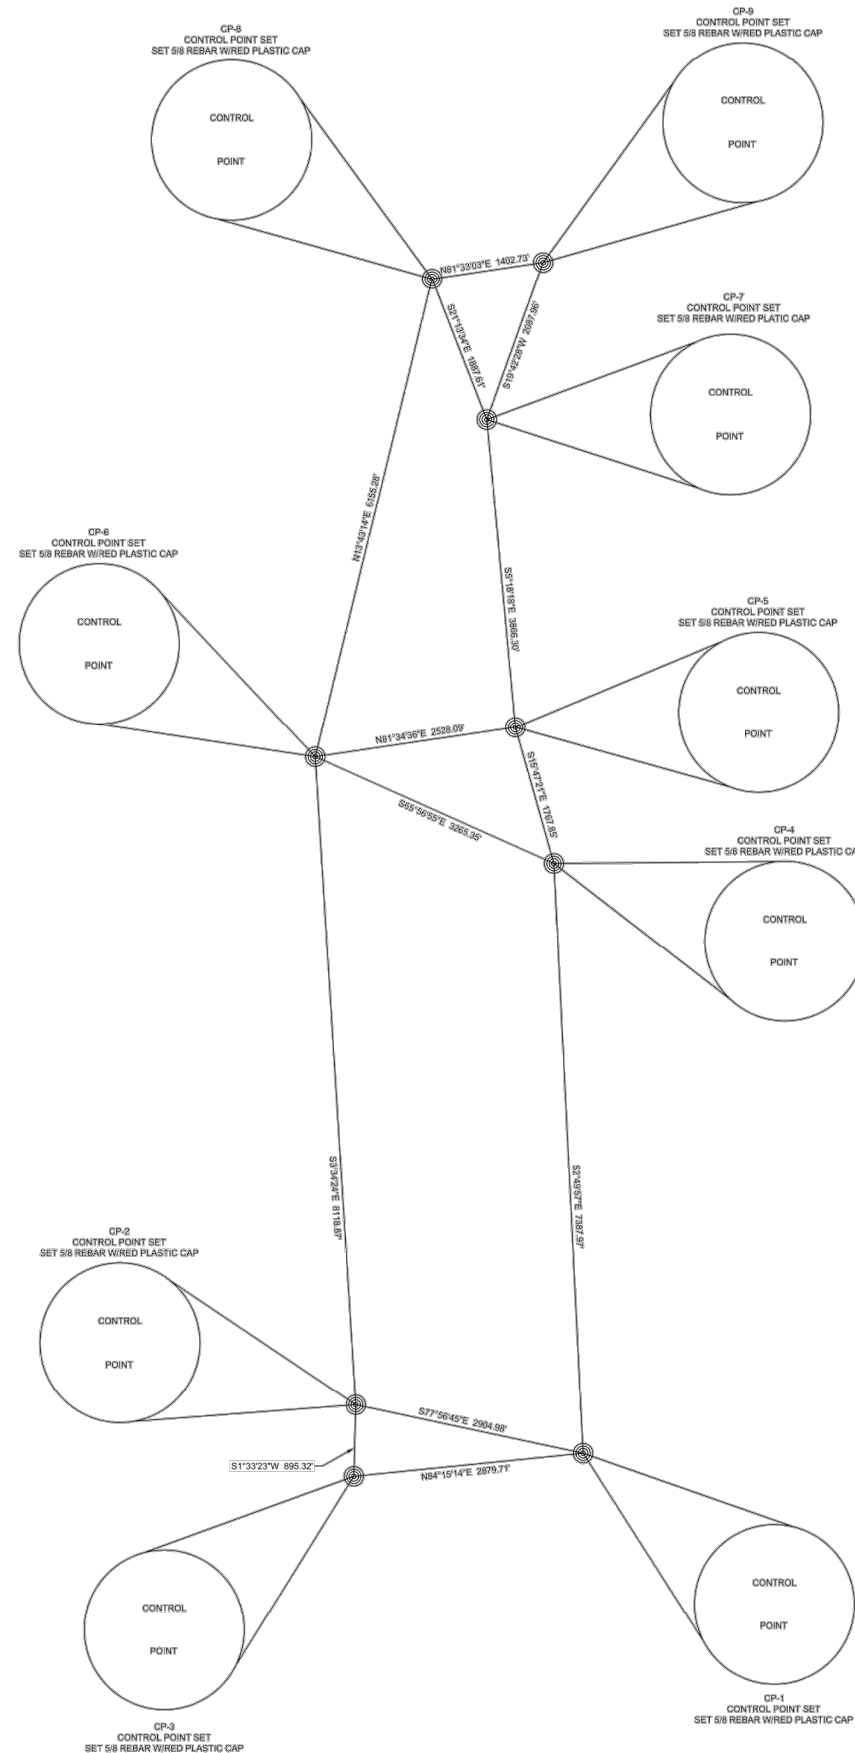 CP-9
CONTROL POINT SET
SET 5/8 REBAR W/RED PLASTIC CAP
CONTROL
POINT
CP-8
CONTROL POINT SET
SET 5/8 REBAR W/RED PLASTIC CAP
CONTROL
POINT
N81°33'03"E 1402.73'
S21°13'34"E 1887.61'
S19°42'28"W 2087.96'
CP-7
CONTROL POINT SET
SET 5/8 REBAR W/RED PLATIC CAP
CONTROL
POINT
N13°43'14"E 6155.28'
CP-6
CONTROL POINT SET
SET 5/8 REBAR W/RED PLASTIC CAP
CONTROL
POINT
S5°18'18"E 3866.30'
CP-5
CONTROL POINT SET
SET 5/8 REBAR W/RED PLASTIC CAP
CONTROL
POINT
N81°34'36"E 2528.09'
S15°47'21"E 1767.85'
S65°56'55"E 3265.35'
CP-4
CONTROL POINT SET
SET 5/8 REBAR W/RED PLASTIC CA
CONTROL
POINT
S3°34'24"E 8118.87'
S2°49'57"E 7387.97'
CP-2
CONTROL POINT SET
SET 5/8 REBAR W/RED PLASTIC CAP
CONTROL
POINT
S77°56'45"E 2904.98'
S1°33'23"W 895.32'
N84°15'14"E 2879.71'
CONTROL
POINT
CP-3
CONTROL POINT SET
SET 5/8 REBAR W/RED PLASTIC CAP
CONTROL
POINT
CP-1
CONTROL POINT SET
SET 5/8 REBAR W/RED PLASTIC CAP